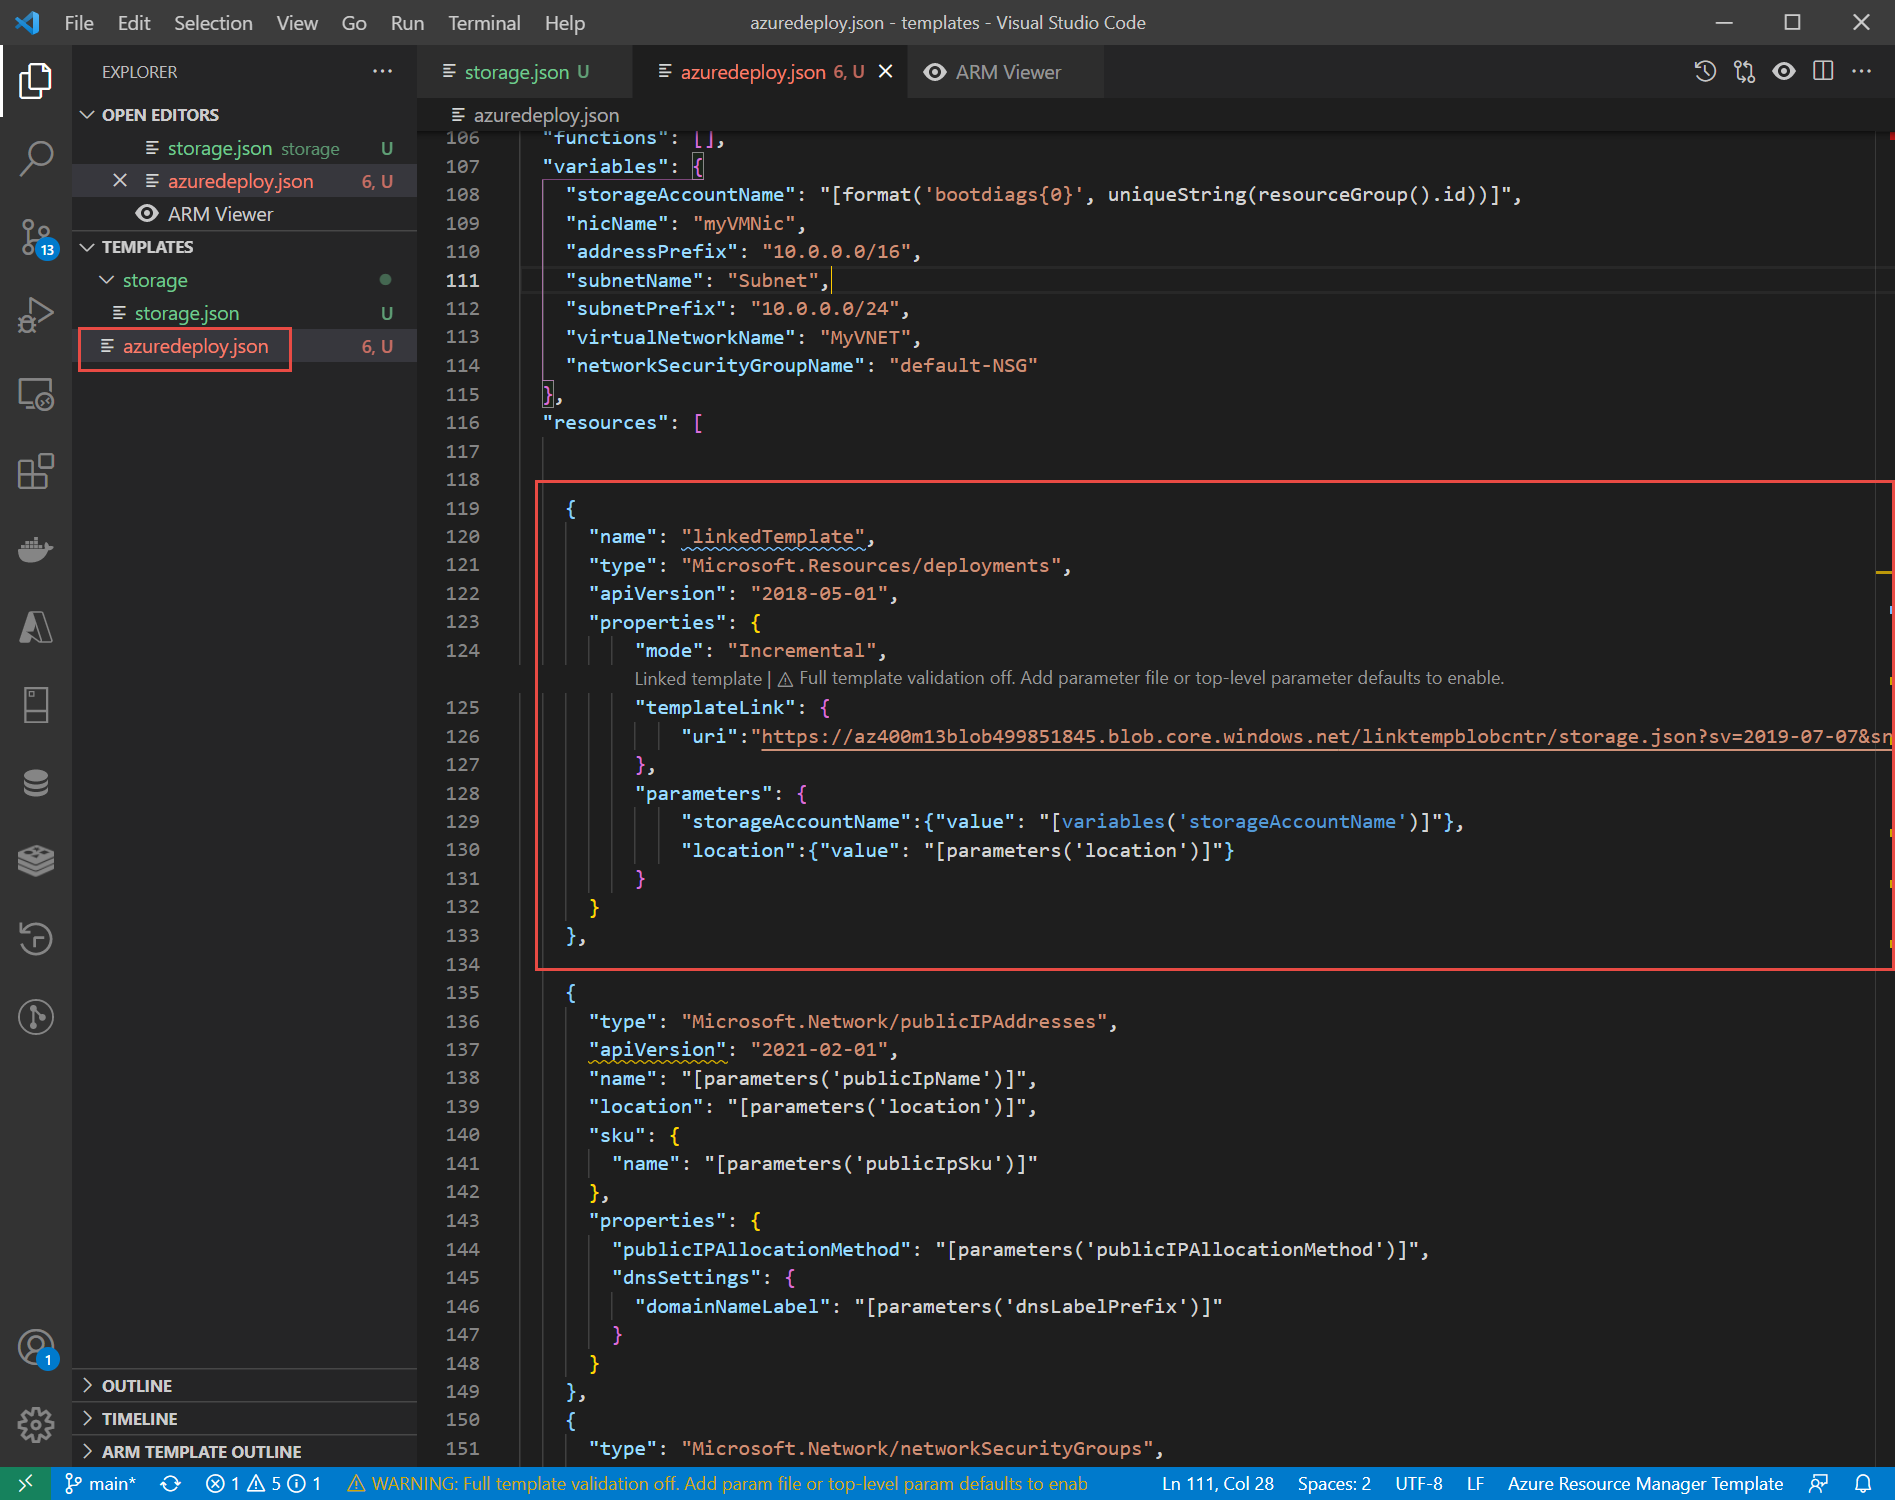 File Edit Selection View Go Run Terminal Help azuredeploy.json - templates - Visual Studio Code
EXPLORER
OPEN EDITORS
storage.json storage U
azuredeploy.json 6, U
ARM Viewer
TEMPLATES
storage
storage.json U
azuredeploy.json 6, U
OUTLINE
TIMELINE
ARM TEMPLATE OUTLINE
13
1
storage.json U azuredeploy.json 6, U ARM Viewer
azuredeploy.json
106 "functions": [],
107 "variables": {
108 "storageAccountName": "[format('bootdiags{0}', uniqueString(resourceGroup().id))]",
109 "nicName": "myVMNic",
110 "addressPrefix": "10.0.0.0/16",
111 "subnetName": "Subnet",
112 "subnetPrefix": "10.0.0.0/24",
113 "virtualNetworkName": "MyVNET",
114 "networkSecurityGroupName": "default-NSG"
115 },
116 "resources": [
117
118
119 {
120 "name": "linkedTemplate",
121 "type": "Microsoft.Resources/deployments",
122 "apiVersion": "2018-05-01",
123 "properties": {
124 "mode": "Incremental",
Linked template | ⚠ Full template validation off. Add parameter file or top-level parameter defaults to enable.
125 "templateLink": {
126 "uri":"https://az400m13blob499851845.blob.core.windows.net/linktempblobcntr/storage.json?sv=2019-07-07&sr
127 },
128 "parameters": {
129 "storageAccountName":{"value": "[variables('storageAccountName')]"},
130 "location":{"value": "[parameters('location')]"}
131 }
132 }
133 },
134
135 {
136 "type": "Microsoft.Network/publicIPAddresses",
137 "apiVersion": "2021-02-01",
138 "name": "[parameters('publicIpName')]",
139 "location": "[parameters('location')]",
140 "sku": {
141 "name": "[parameters('publicIpSku')]"
142 },
143 "properties": {
144 "publicIPAllocationMethod": "[parameters('publicIPAllocationMethod')]",
145 "dnsSettings": {
146 "domainNameLabel": "[parameters('dnsLabelPrefix')]"
147 }
148 }
149 },
150 {
151 "type": "Microsoft.Network/networkSecurityGroups",
main* 1 5 1 WARNING: Full template validation off. Add param file or top-level param defaults to enab Ln 111, Col 28 Spaces: 2 UTF-8 LF Azure Resource Manager Template